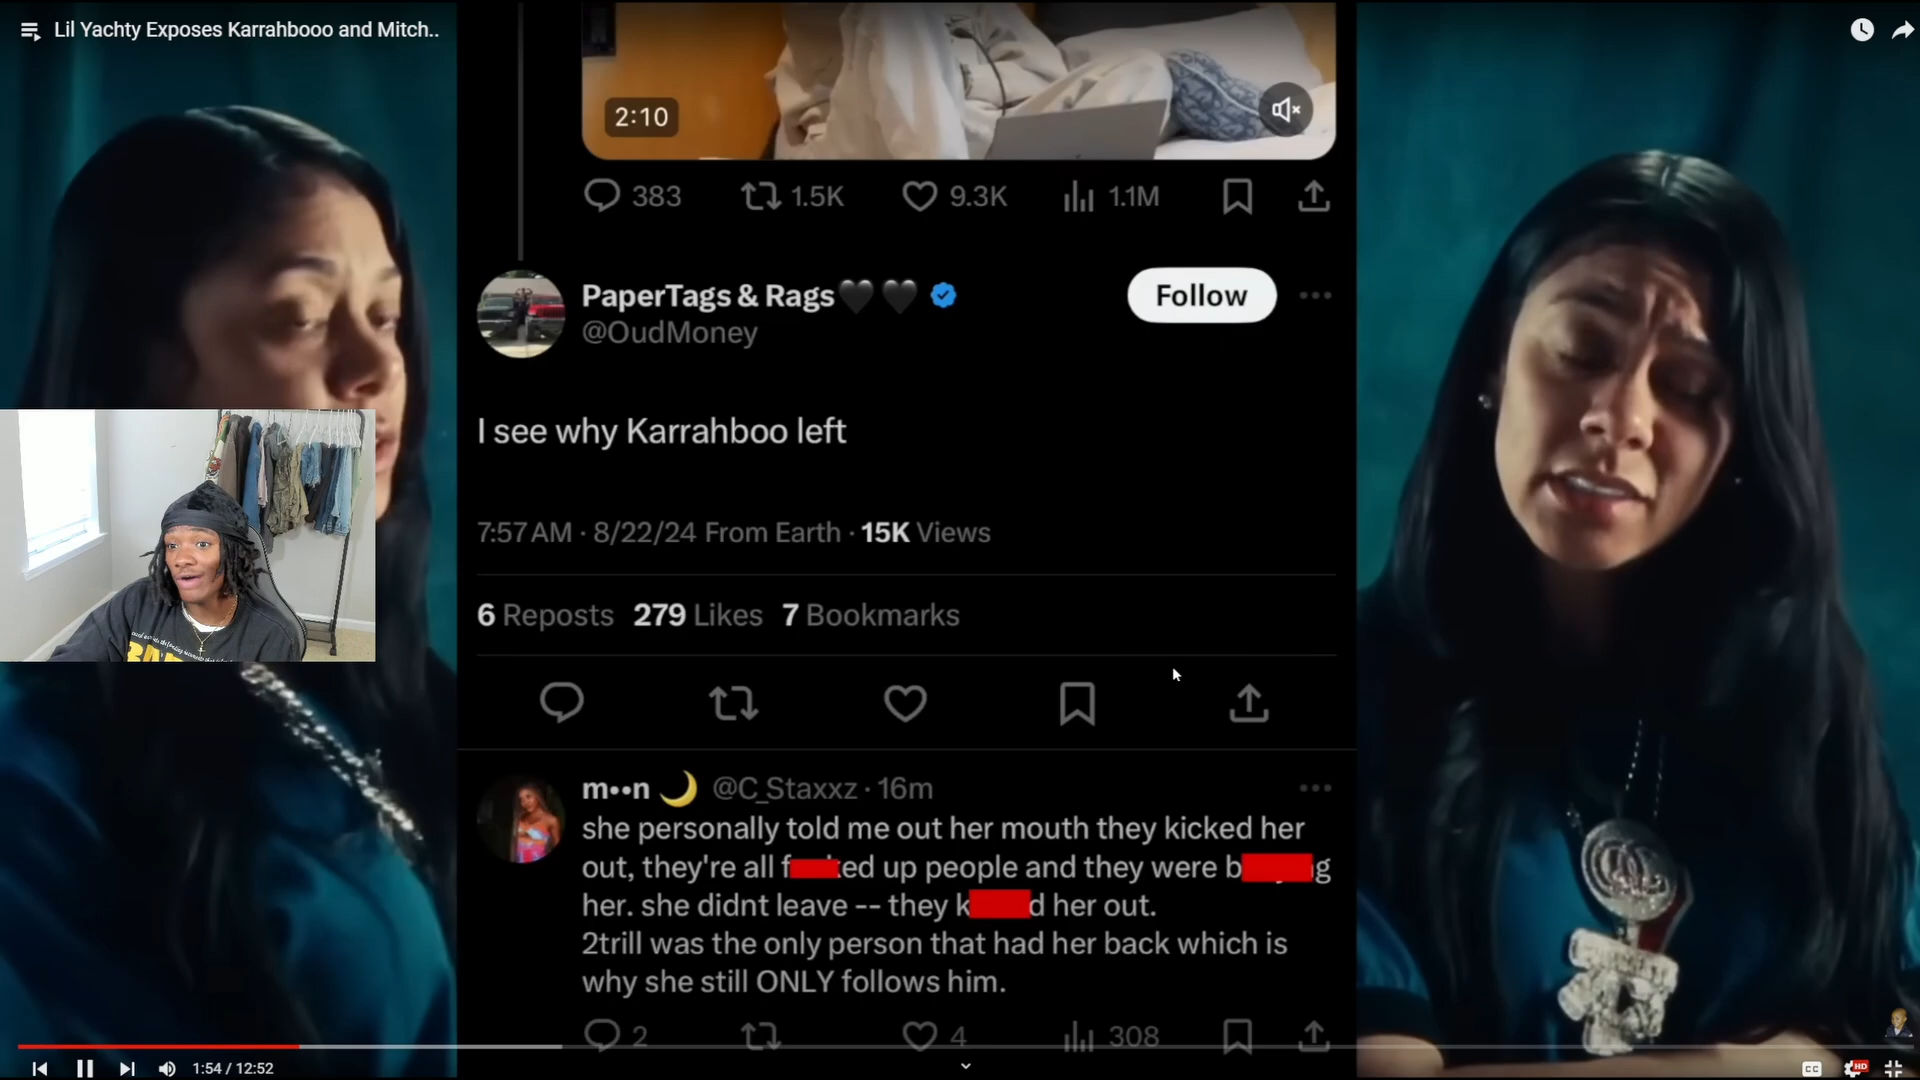 Lil Yachty Exposes Karrahbooo and Mitch..
2:10
383 1.5K 9.3K 1.1M
PaperTags & Rags🖤🖤
Follow
@OudMoney
I see why Karrahboo left
7:57 AM · 8/22/24 From Earth · 15K Views
6 Reposts 279 Likes 7 Bookmarks
m••n 🌙 @C_Staxxz · 16m
she personally told me out her mouth they kicked her
out, they're all f ed up people and they were b g
her. she didnt leave -- they k d her out.
2trill was the only person that had her back which is
why she still ONLY follows him.
2 4 308
1:54 / 12:52
CC HD